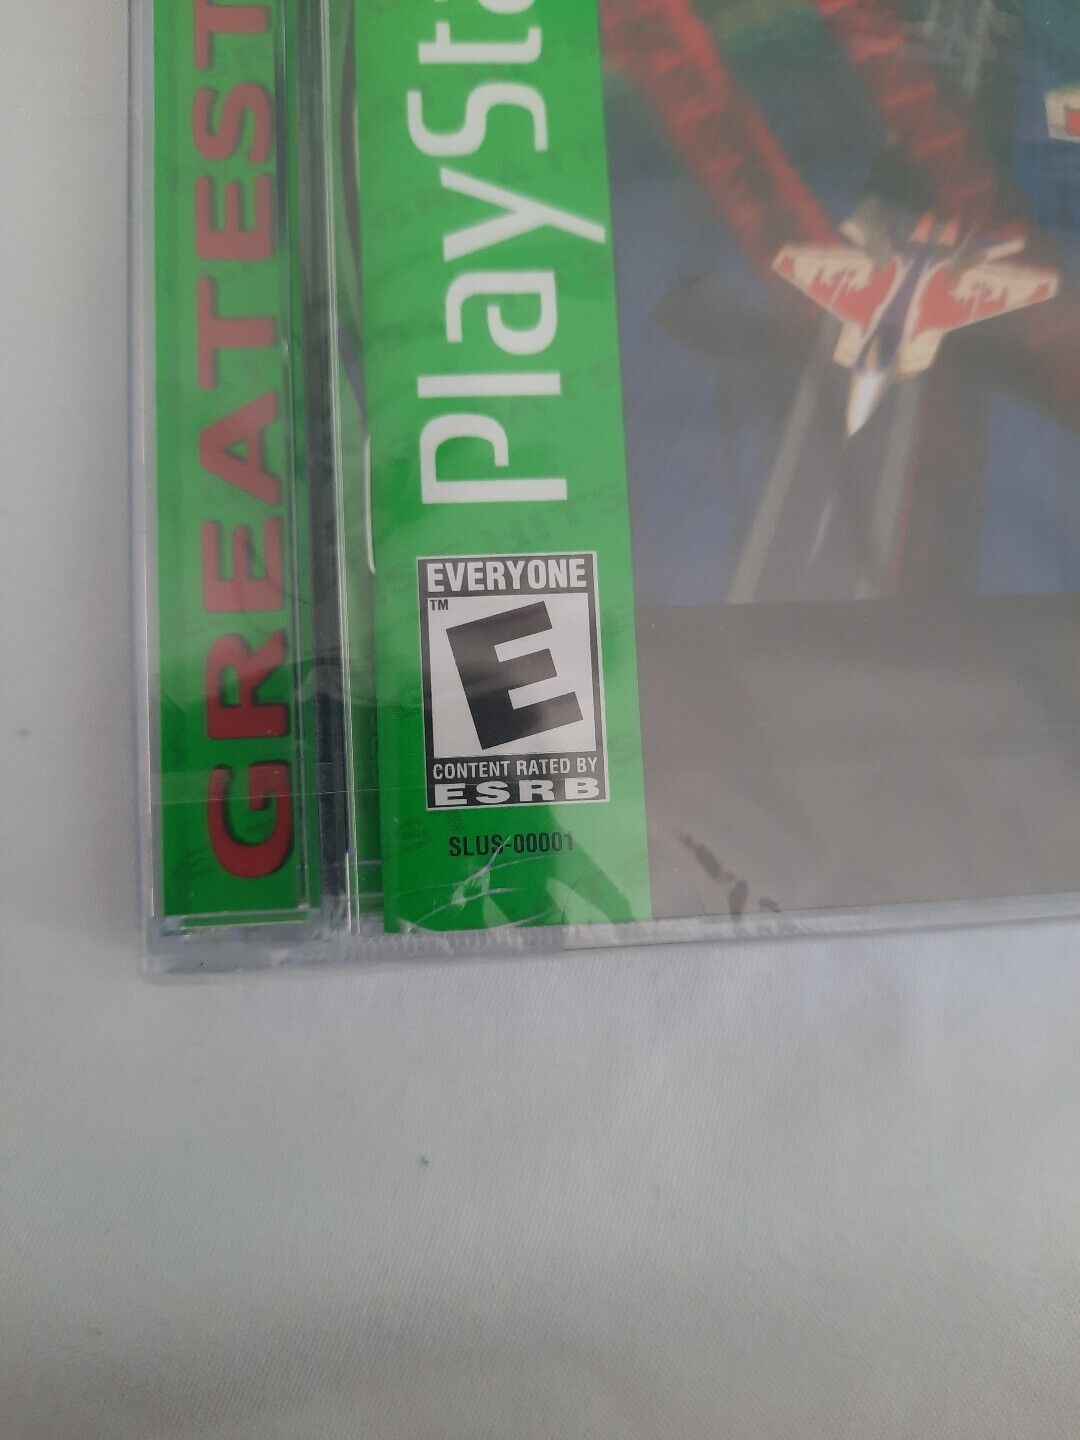 GREATEST
PlaySt
EVERYONE
TM
E
CONTENT RATED BY
ESRB
SLUS-00001